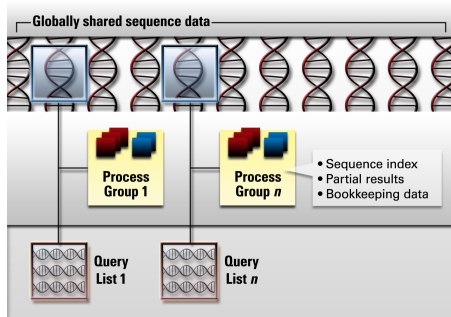 Globally shared sequence data
Process
Group 1
Process
Group n
• Sequence index
• Partial results
• Bookkeeping data
Query
List 1
Query
List n